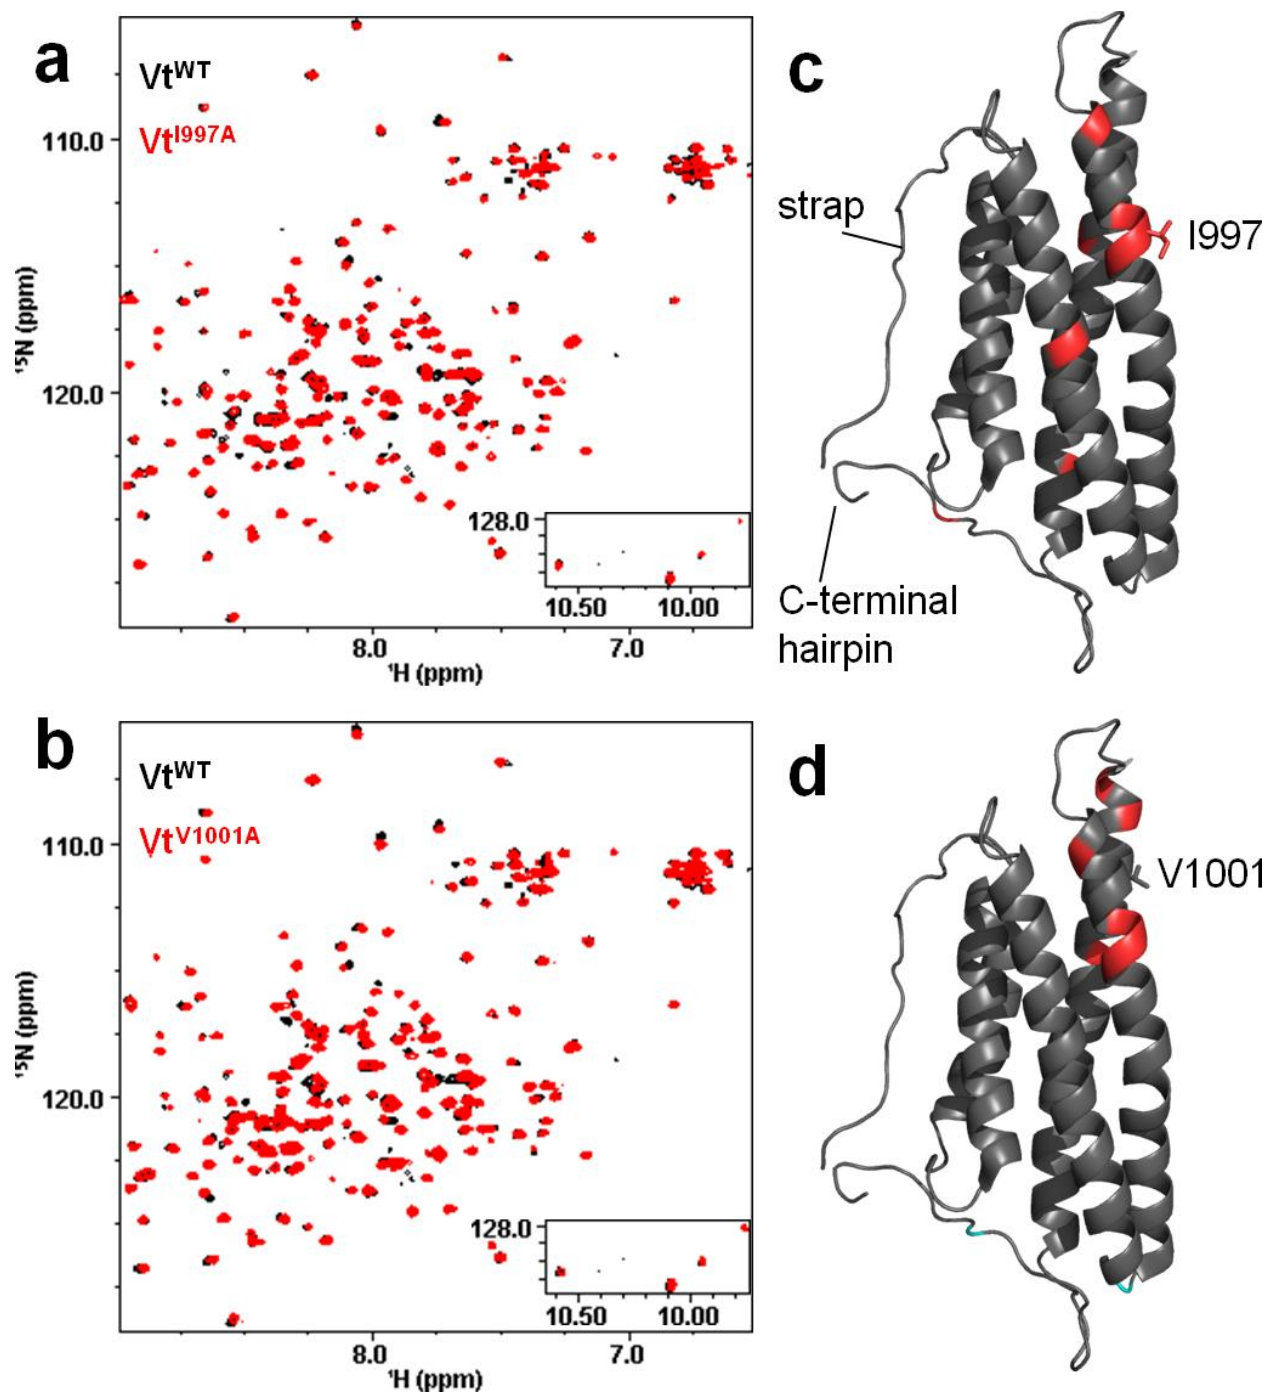 a
Vt^WT
Vt^I997A
110.0
120.0
¹⁵N (ppm)
128.0
10.50 10.00
8.0 7.0
¹H (ppm)
c
strap
I997
C-terminal
hairpin
b
Vt^WT
Vt^V1001A
110.0
120.0
¹⁵N (ppm)
128.0
10.50 10.00
8.0 7.0
¹H (ppm)
d
V1001